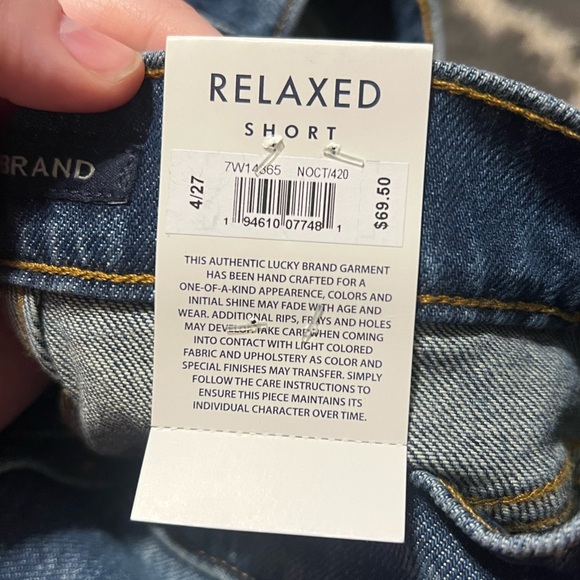 RELAXED
SHORT
BRAND
7W14365 NOCT/420
4/27
$69.50
1 94610 07748 1
THIS AUTHENTIC LUCKY BRAND GARMENT
HAS BEEN HAND CRAFTED FOR A
ONE-OF-A-KIND APPEARENCE, COLORS AND
INITIAL SHINE MAY FADE WITH AGE AND
WEAR. ADDITIONAL RIPS, FRAYS AND HOLES
MAY DEVELOP. TAKE CARE WHEN COMING
INTO CONTACT WITH LIGHT COLORED
FABRIC AND UPHOLSTERY AS COLOR AND
SPECIAL FINISHES MAY TRANSFER. SIMPLY
FOLLOW THE CARE INSTRUCTIONS TO
ENSURE THIS PIECE MAINTAINS ITS
INDIVIDUAL CHARACTER OVER TIME.